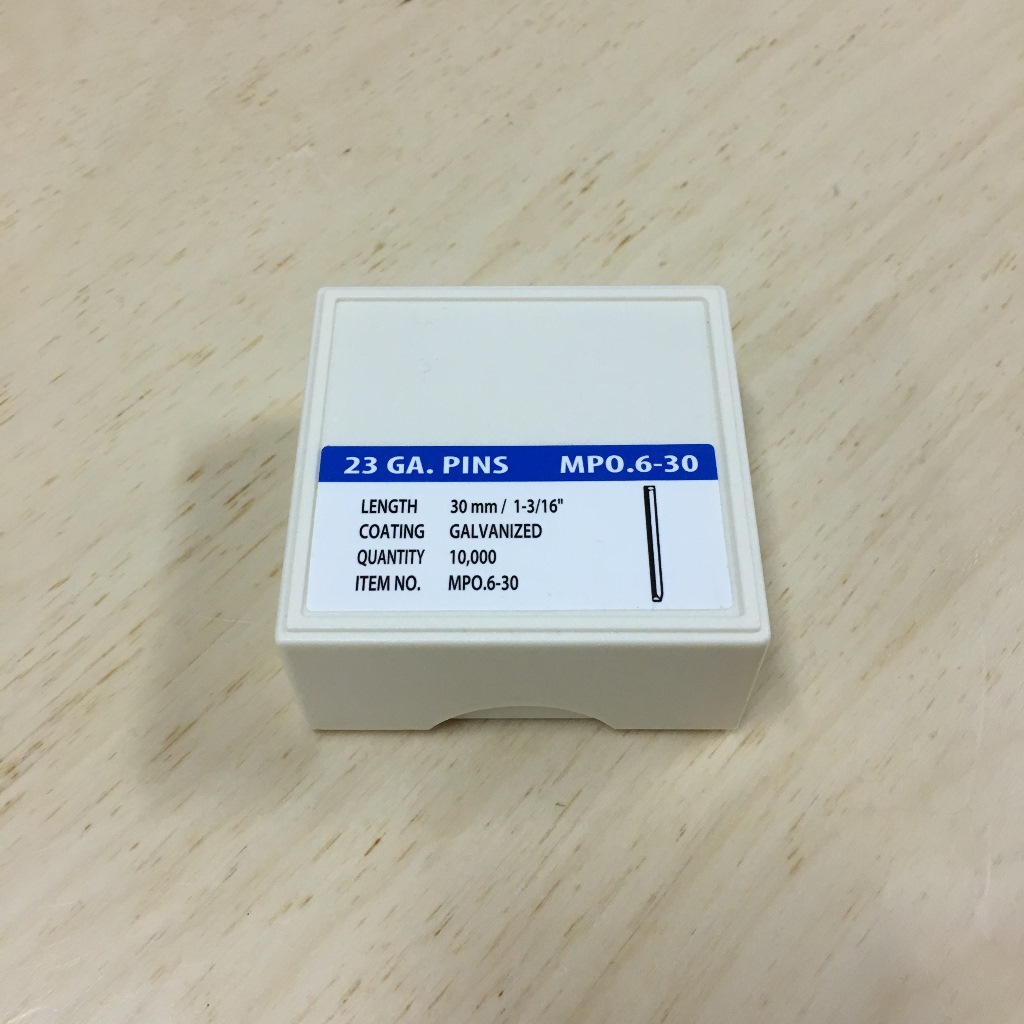 23 GA. PINS MP0.6-30
LENGTH 30 mm / 1-3/16"
COATING GALVANIZED
QUANTITY 10,000
ITEM NO. MP0.6-30